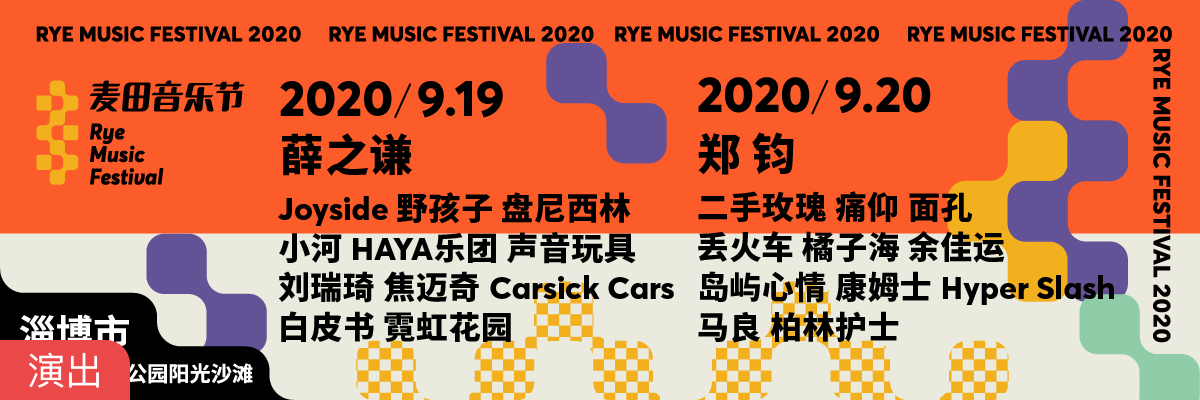 RYE MUSIC FESTIVAL 2020 RYE MUSIC FESTIVAL 2020 RYE MUSIC FESTIVAL 2020 RYE MUSIC FESTIVAL 2020
RYE MUSIC FESTIVAL 2020
麦田音乐节
Rye
Music
Festival
2020/9.19
薛之谦
Joyside 野孩子 盘尼西林
小河 HAYA乐团 声音玩具
刘瑞琦 焦迈奇 Carsick Cars
白皮书 霓虹花园
2020/9.20
郑钧
二手玫瑰 痛仰 面孔
丢火车 橘子海 余佳运
岛屿心情 康姆士 Hyper Slash
马良 柏林护士
淄博市
公园阳光沙滩
演出